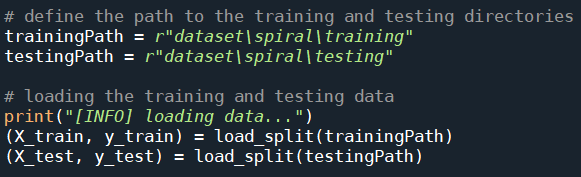 # define the path to the training and testing directories
trainingPath = r"dataset\spiral\training"
testingPath = r"dataset\spiral\testing"
# loading the training and testing data
print("[INFO] loading data...")
(X_train, y_train) = load_split(trainingPath)
(X_test, y_test) = load_split(testingPath)